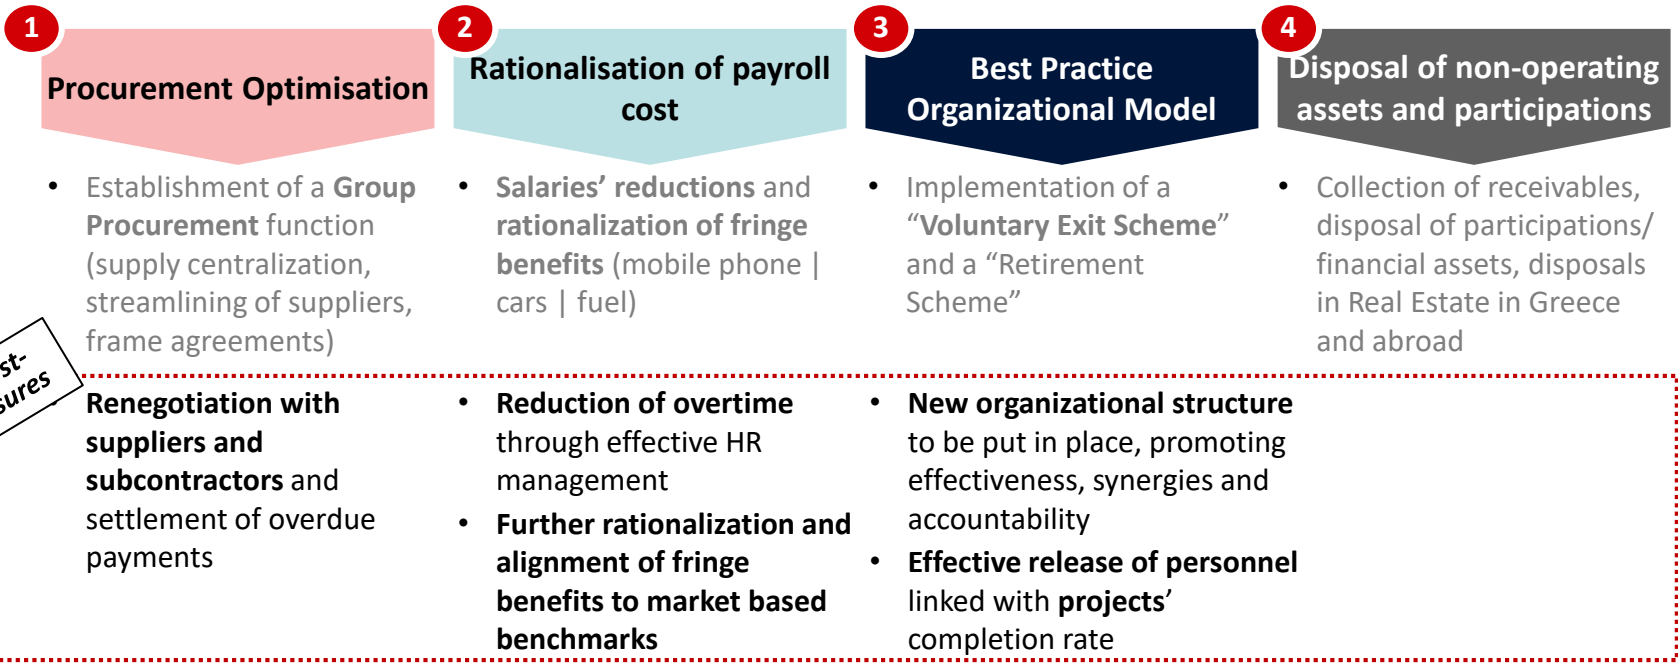 1
Procurement Optimisation
• Establishment of a Group
Procurement function
(supply centralization,
streamlining of suppliers,
frame agreements)
2
Rationalisation of payroll
cost
• Salaries’ reductions and
rationalization of fringe
benefits (mobile phone |
cars | fuel)
3
Best Practice
Organizational Model
• Implementation of a
“Voluntary Exit Scheme”
and a “Retirement
Scheme”
4
Disposal of non-operating
assets and participations
• Collection of receivables,
disposal of participations/
financial assets, disposals
in Real Estate in Greece
and abroad
Renegotiation with
suppliers and
subcontractors and
settlement of overdue
payments
• Reduction of overtime
through effective HR
management
• Further rationalization and
alignment of fringe
benefits to market based
benchmarks
• New organizational structure
to be put in place, promoting
effectiveness, synergies and
accountability
• Effective release of personnel
linked with projects’
completion rate